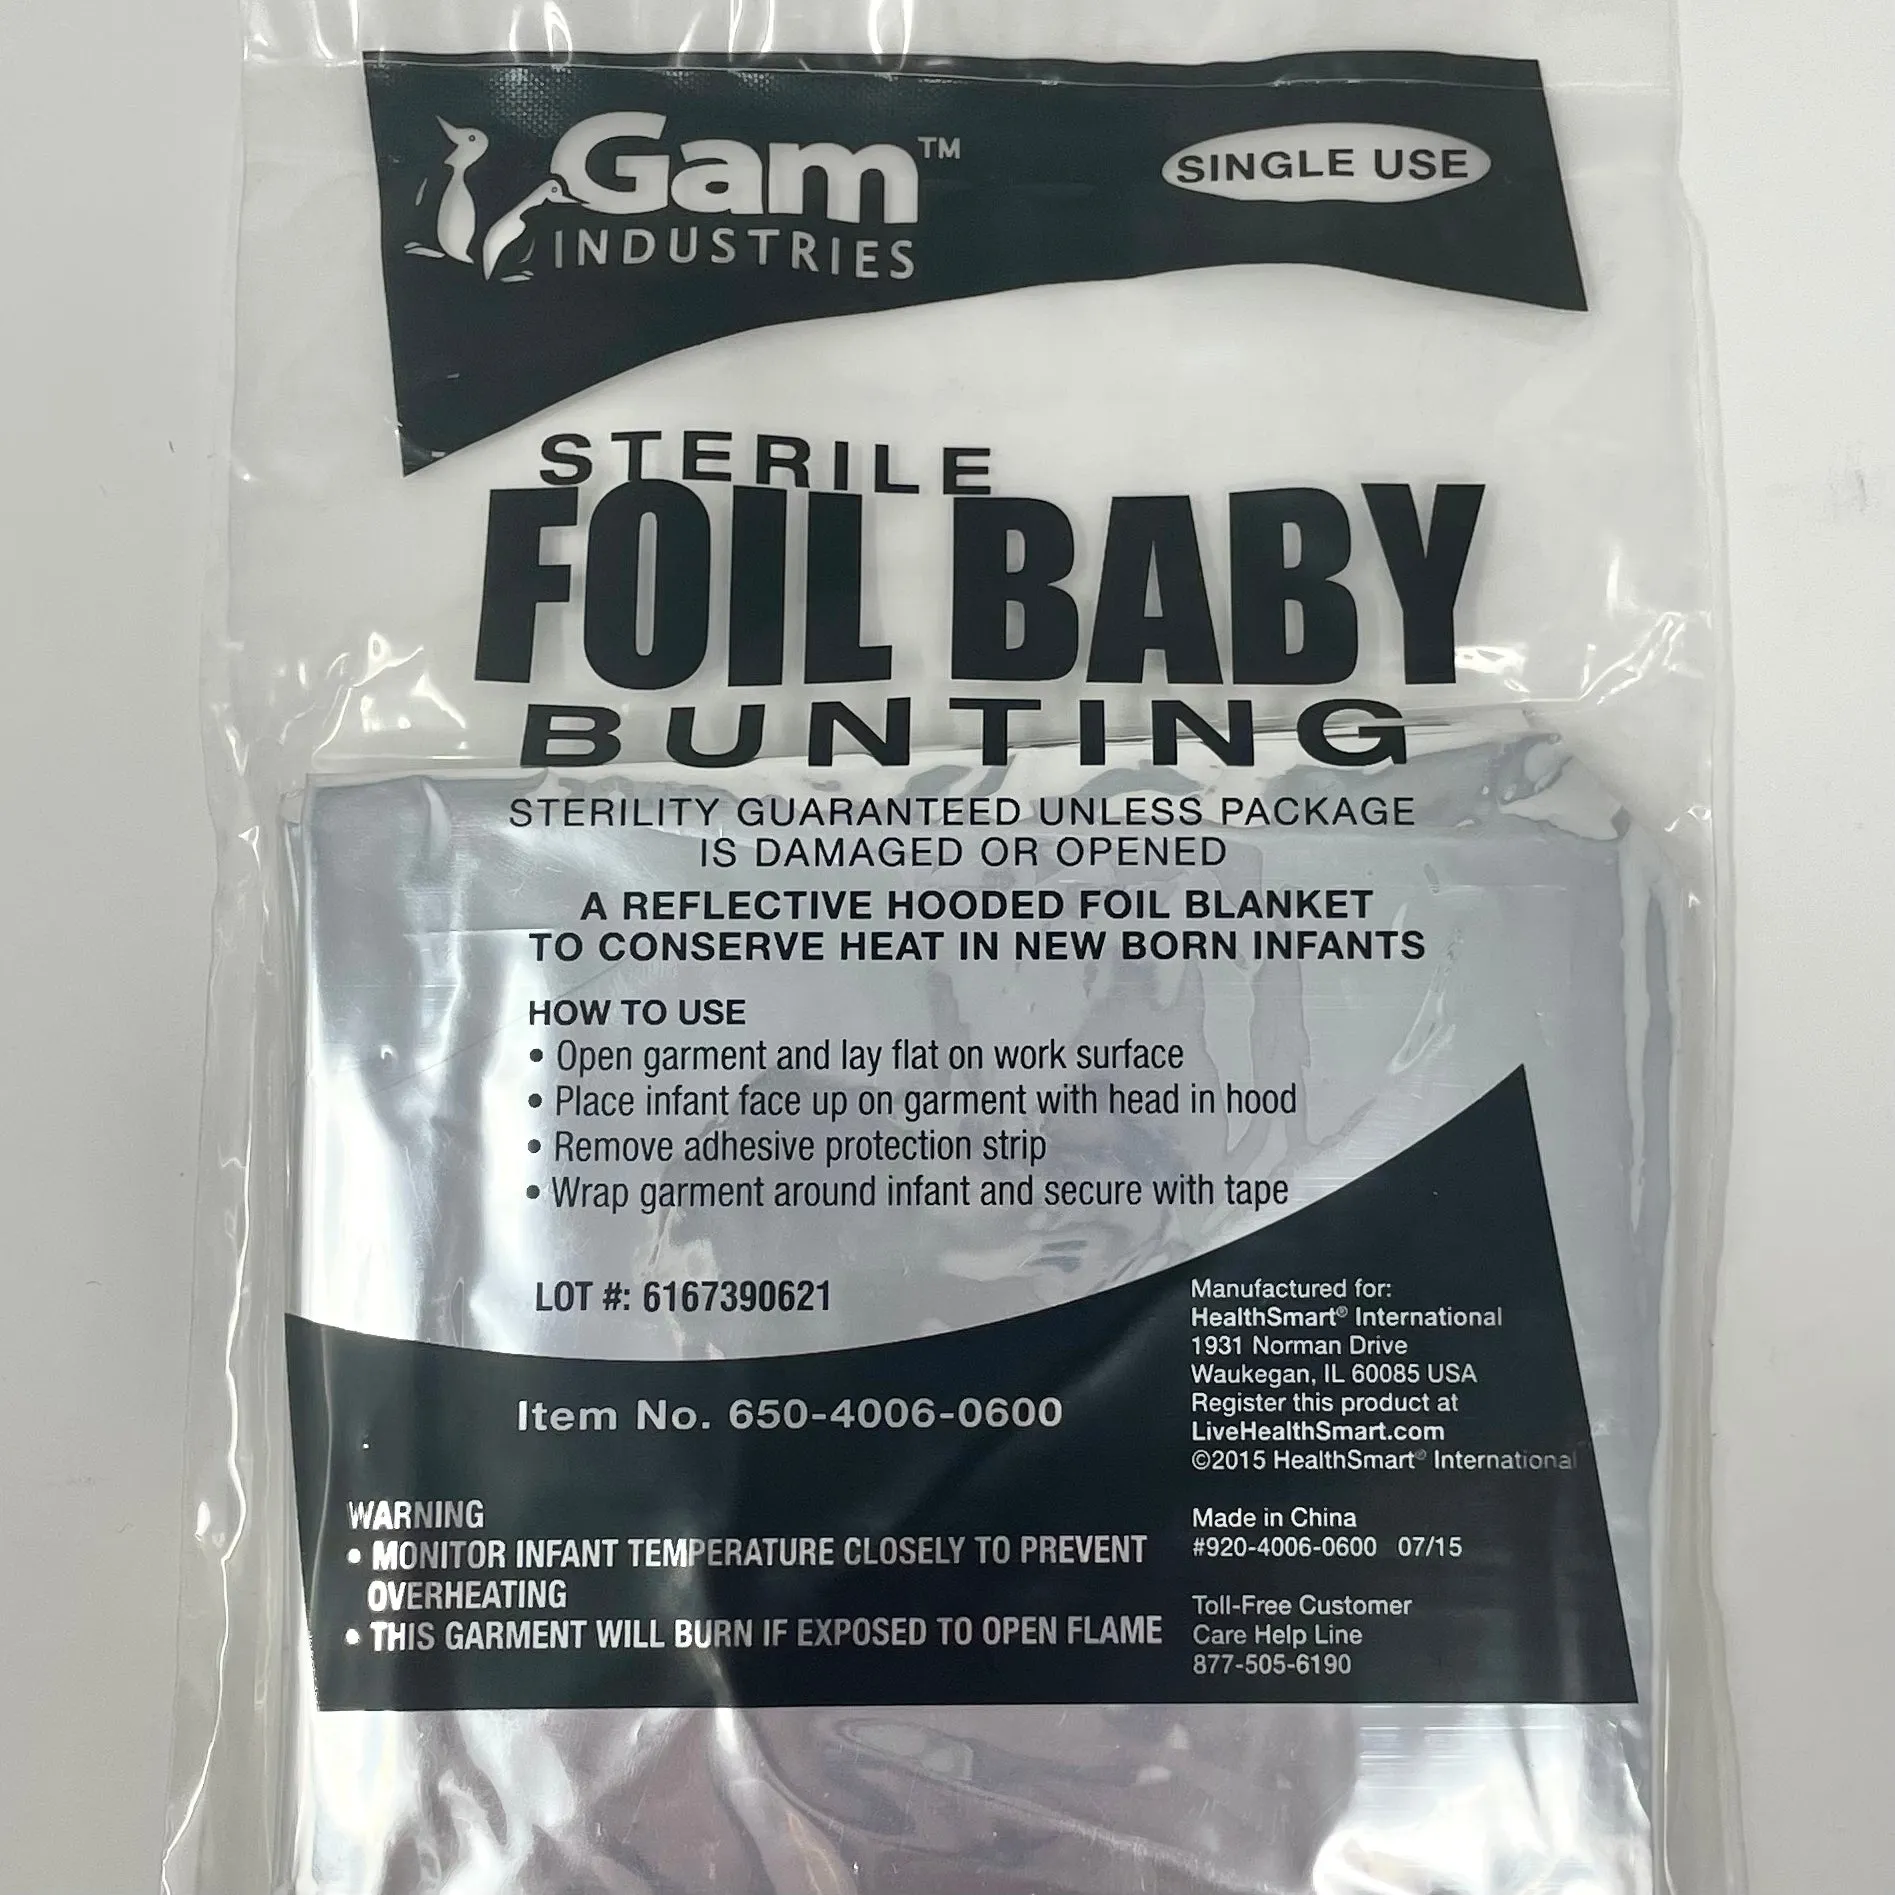 Gam™
INDUSTRIES
SINGLE USE
STERILE
FOIL BABY
BUNTING
STERILITY GUARANTEED UNLESS PACKAGE
IS DAMAGED OR OPENED
A REFLECTIVE HOODED FOIL BLANKET
TO CONSERVE HEAT IN NEW BORN INFANTS
HOW TO USE
• Open garment and lay flat on work surface
• Place infant face up on garment with head in hood
• Remove adhesive protection strip
• Wrap garment around infant and secure with tape
LOT #: 6167390621
Item No. 650-4006-0600
WARNING
• MONITOR INFANT TEMPERATURE CLOSELY TO PREVENT
OVERHEATING
• THIS GARMENT WILL BURN IF EXPOSED TO OPEN FLAME
Manufactured for:
HealthSmart® International
1931 Norman Drive
Waukegan, IL 60085 USA
Register this product at
LiveHealthSmart.com
©2015 HealthSmart® International
Made in China
#920-4006-0600 07/15
Toll-Free Customer
Care Help Line
877-505-6190